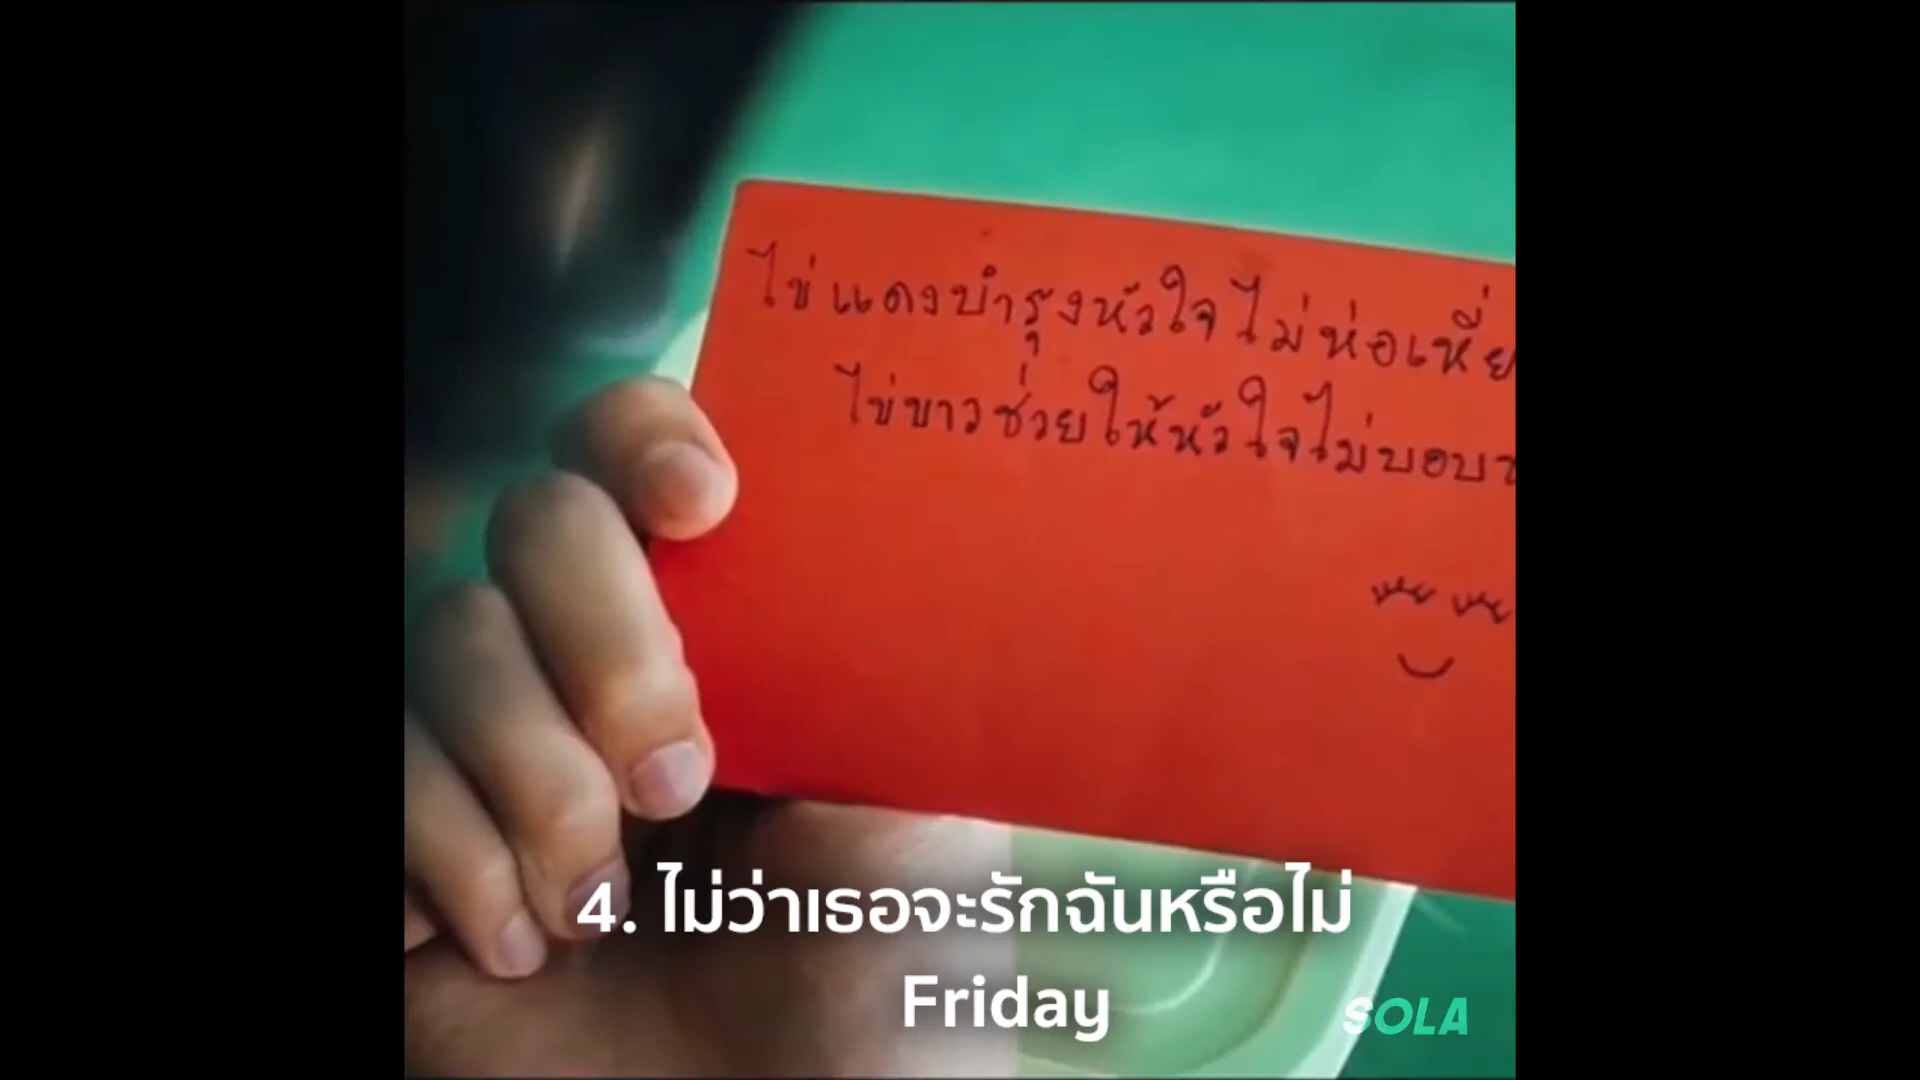 ไข่แดงบำรุงหัวใจไม่ห่อเหี่ย
ไข่ขาวช่วยให้หัวใจไม่บอบช
4. ไม่ว่าเธอจะรักฉันหรือไม่
Friday
SOLA